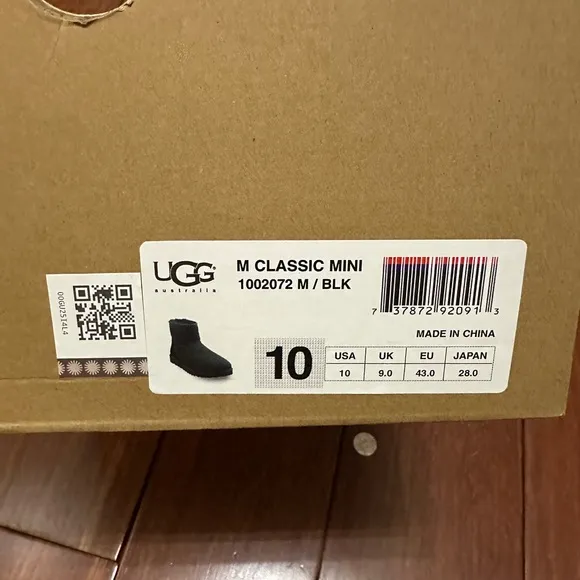 00GU25I4L4
UGG®
australia
M CLASSIC MINI
1002072 M / BLK
7 37872 92091 3
MADE IN CHINA
10
USA UK EU JAPAN
10 9.0 43.0 28.0